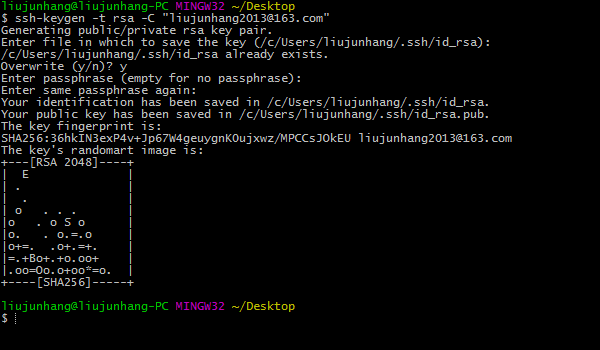 liujunhang@liujunhang-PC MINGW32 ~/Desktop
$ ssh-keygen -t rsa -C "liujunhang2013@163.com"
Generating public/private rsa key pair.
Enter file in which to save the key (/c/Users/liujunhang/.ssh/id_rsa):
/c/Users/liujunhang/.ssh/id_rsa already exists.
Overwrite (y/n)? y
Enter passphrase (empty for no passphrase):
Enter same passphrase again:
Your identification has been saved in /c/Users/liujunhang/.ssh/id_rsa.
Your public key has been saved in /c/Users/liujunhang/.ssh/id_rsa.pub.
The key fingerprint is:
SHA256:36hkIN3exP4v+Jp67W4geuygnKOujxwz/MPCCsJOkEU liujunhang2013@163.com
The key's randomart image is:
+---[RSA 2048]----+
|  E              |
| .               |
|  .              |
| o   . . .       |
|o   . o S o      |
|o.   . o.=.o     |
|o+=.  .o+.=+.    |
|=.+Bo+.+o.oo+    |
|.oo=Oo.o+oo*=o.  |
+----[SHA256]-----+
liujunhang@liujunhang-PC MINGW32 ~/Desktop
$